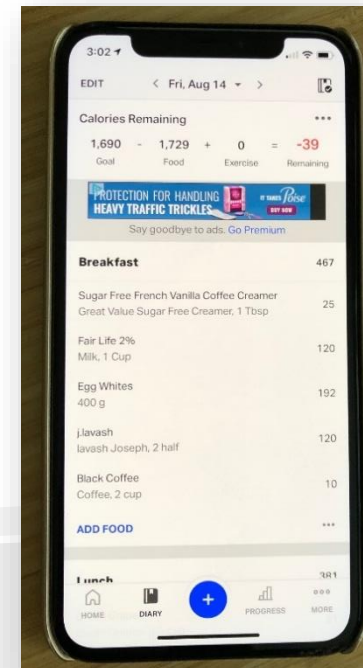 3:02
EDIT < Fri, Aug 14 >
Calories Remaining ...
1,690 - 1,729 + 0 = -39
Goal Food Exercise Remaining
PROTECTION FOR HANDLING
HEAVY TRAFFIC TRICKLES
IT TAKES Poise
BUY NOW
Say goodbye to ads. Go Premium
Breakfast 467
Sugar Free French Vanilla Coffee Creamer
Great Value Sugar Free Creamer, 1 Tbsp
25
Fair Life 2%
Milk, 1 Cup
120
Egg Whites
400 g
192
j.lavash
lavash Joseph, 2 half
120
Black Coffee
Coffee, 2 cup
10
ADD FOOD ...
Lunch 381
+
HOME DIARY PROGRESS MORE